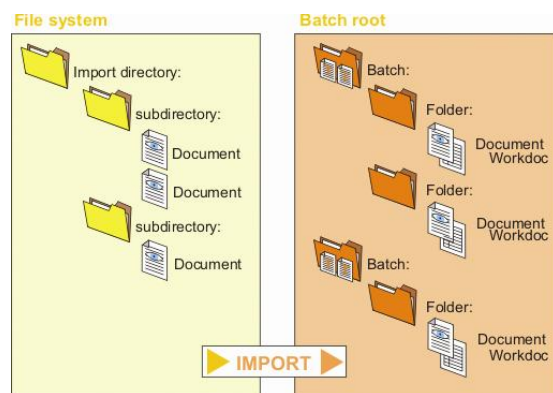 File system
Import directory:
subdirectory:
Document
Document
subdirectory:
Document
Batch root
Batch:
Folder:
Document
Workdoc
Folder:
Document
Workdoc
Batch:
Folder:
Document
Workdoc
IMPORT